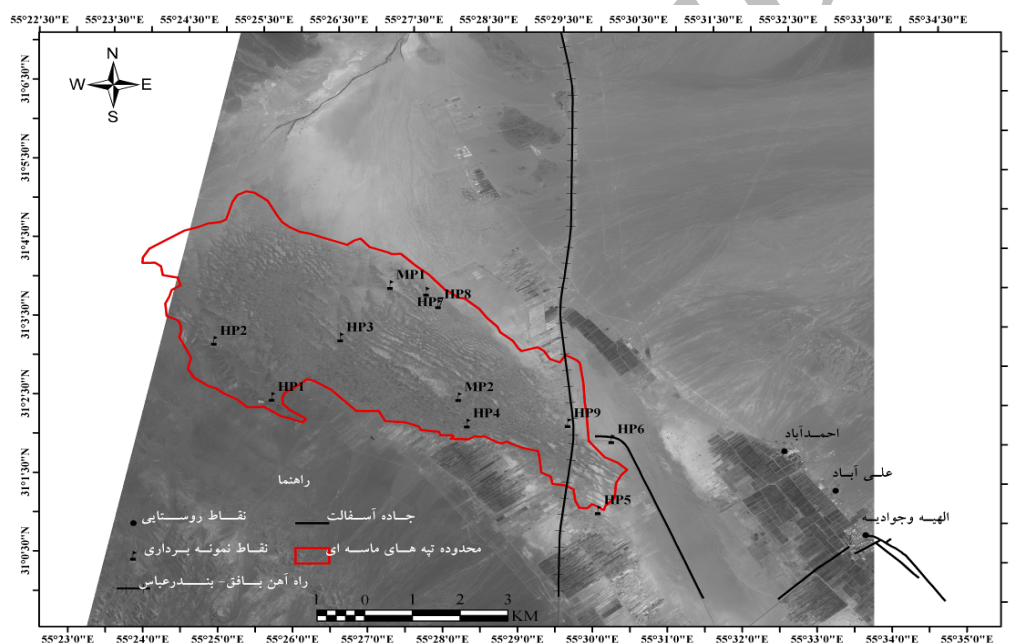 55°22'30"E 55°23'30"E 55°24'30"E 55°25'30"E 55°26'30"E 55°27'30"E 55°28'30"E 55°29'30"E 55°30'30"E 55°31'30"E 55°32'30"E 55°33'30"E 55°34'30"E
31°6'30"N
31°5'30"N
31°4'30"N
31°3'30"N
31°2'30"N
31°1'30"N
31°0'30"N
N
W E
S
MP1
HP8
HP7
HP2
HP3
HP1
MP2
HP4
HP9
HP6
HP5
احمدآباد
علی آباد
الهیه وجوادیه
راهنما
جاده آسفالت
نقاط روستایی
محدوده تپه های ماسه ای
نقاط نمونه برداری
راه آهن بافق- بندرعباس
1 0 1 2 3
KM
55°23'0"E 55°24'0"E 55°25'0"E 55°26'0"E 55°27'0"E 55°28'0"E 55°29'0"E 55°30'0"E 55°31'0"E 55°32'0"E 55°33'0"E 55°34'0"E 55°35'0"E